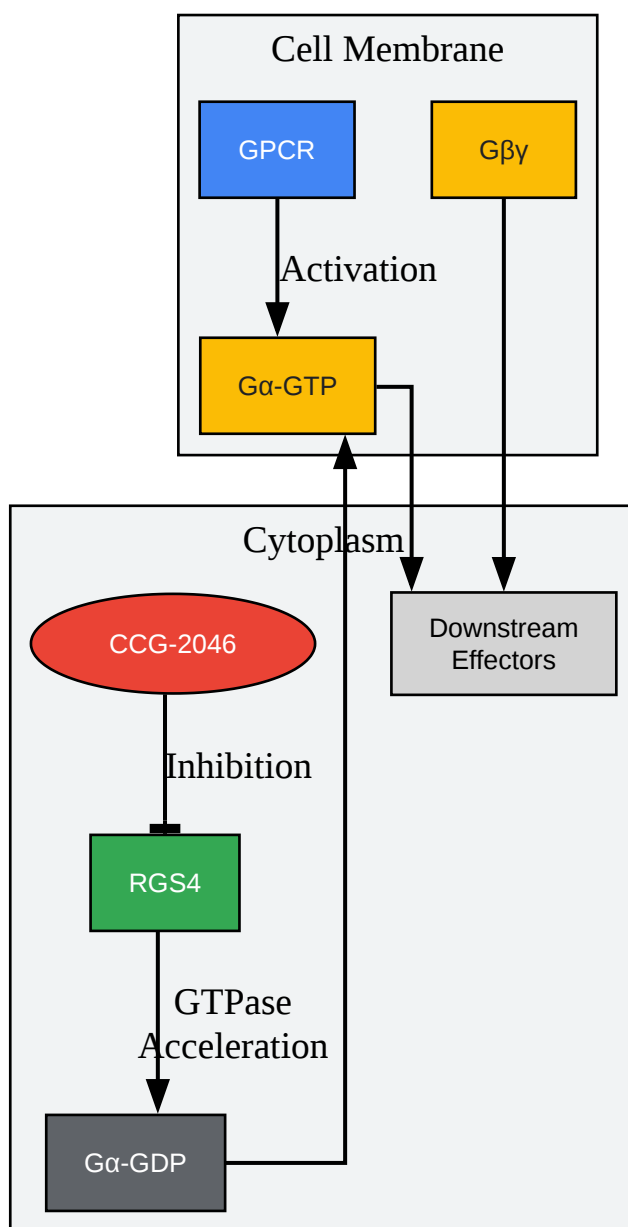 Cell Membrane
GPCR
Gβγ
Activation
Gα-GTP
Cytoplasm
CCG-2046
Downstream
Effectors
Inhibition
RGS4
GTPase
Acceleration
Gα-GDP